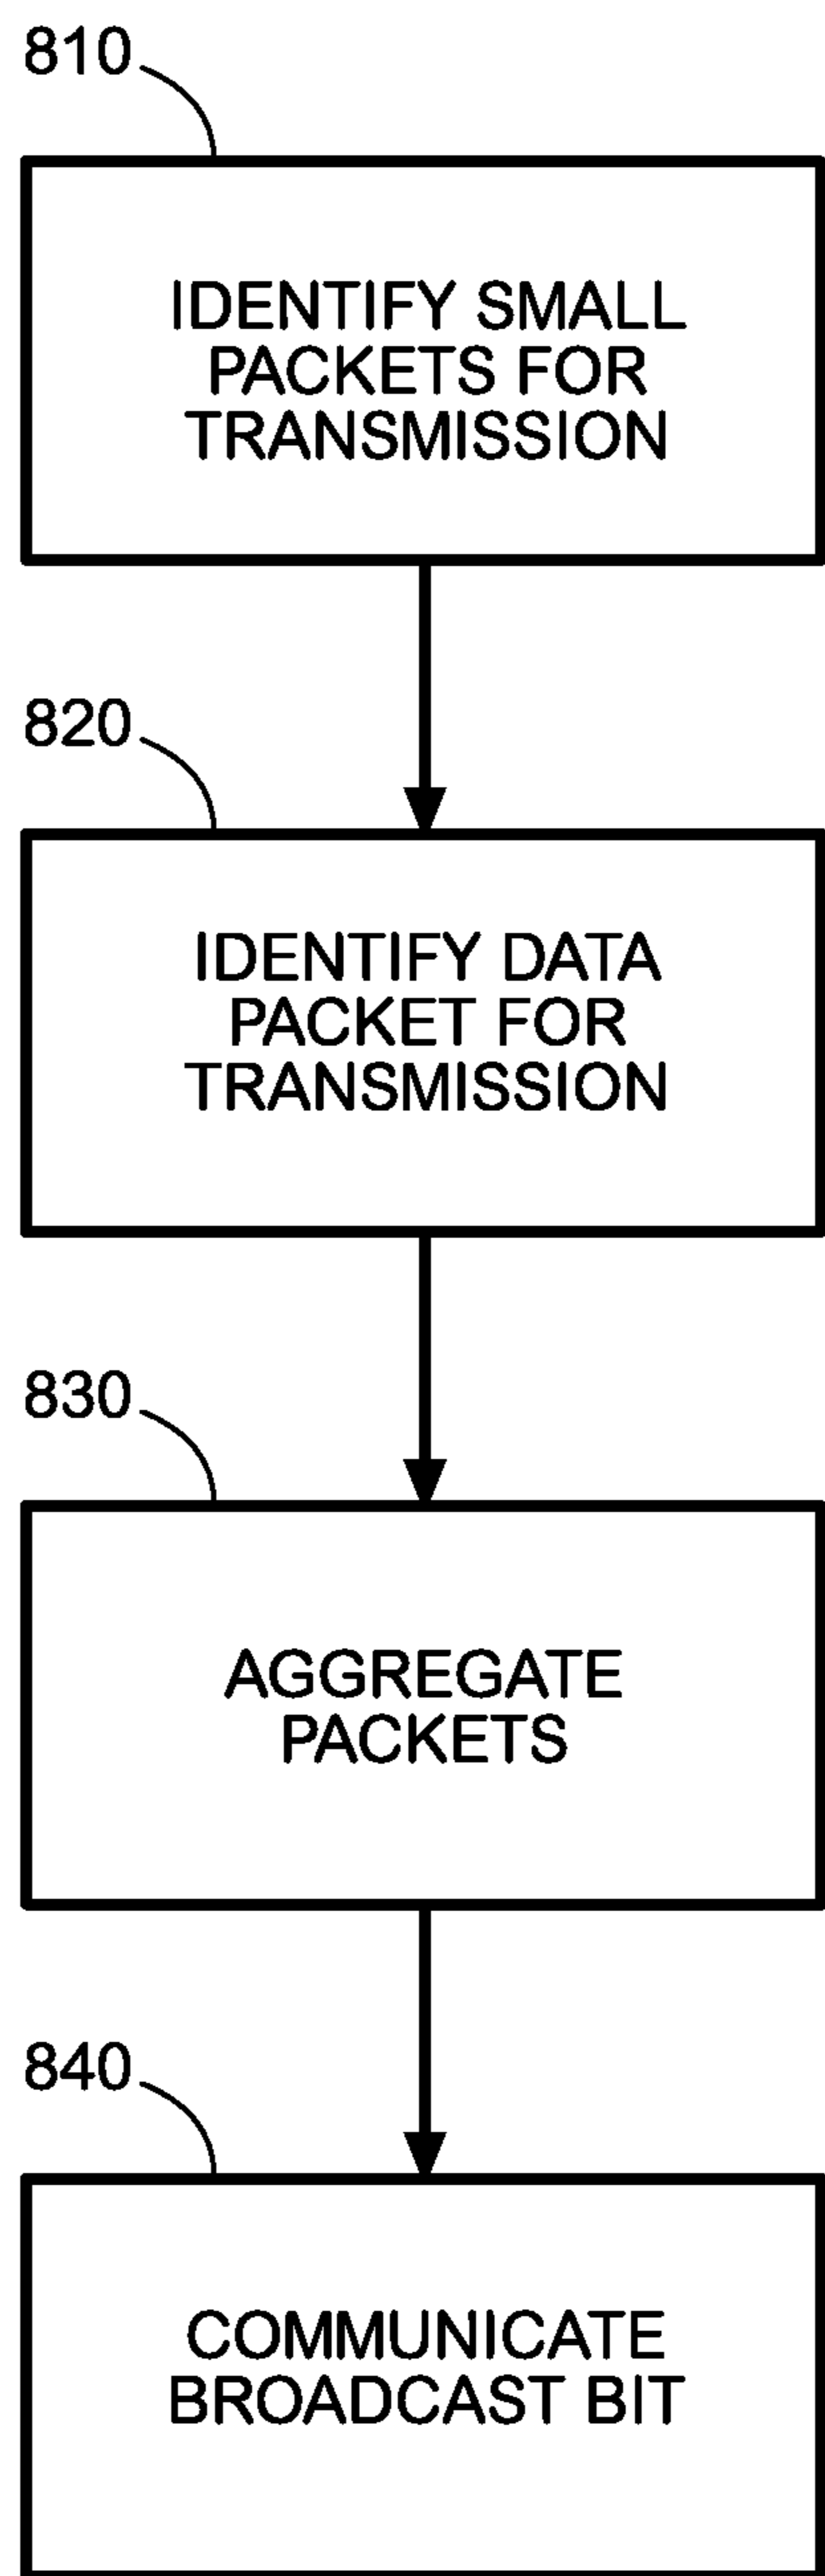 810
IDENTIFY SMALL
PACKETS FOR
TRANSMISSION
820
IDENTIFY DATA
PACKET FOR
TRANSMISSION
830
AGGREGATE
PACKETS
840
COMMUNICATE
BROADCAST BIT